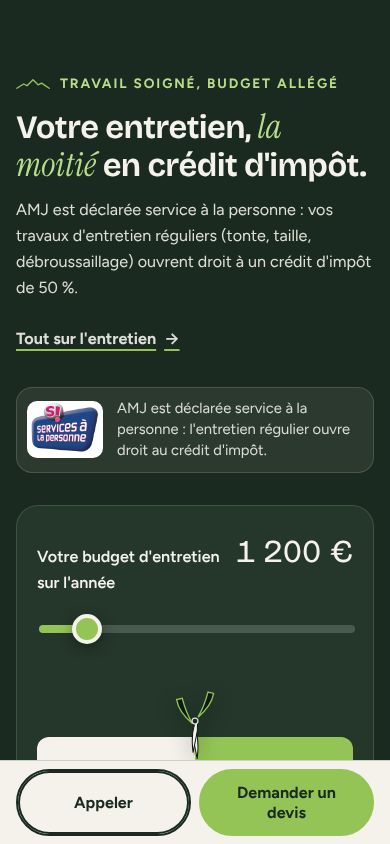 TRAVAIL SOIGNÉ, BUDGET ALLÉGÉ
Votre entretien, la
moitié en crédit d'impôt.
AMJ est déclarée service à la personne : vos
travaux d'entretien réguliers (tonte, taille,
débroussaillage) ouvrent droit à un crédit d'impôt
de 50 %.
Tout sur l'entretien →
S!
services à
la personne
AMJ est déclarée service à la
personne : l'entretien régulier ouvre
droit au crédit d'impôt.
Votre budget d'entretien 1 200 €
sur l'année
Appeler
Demander un
devis